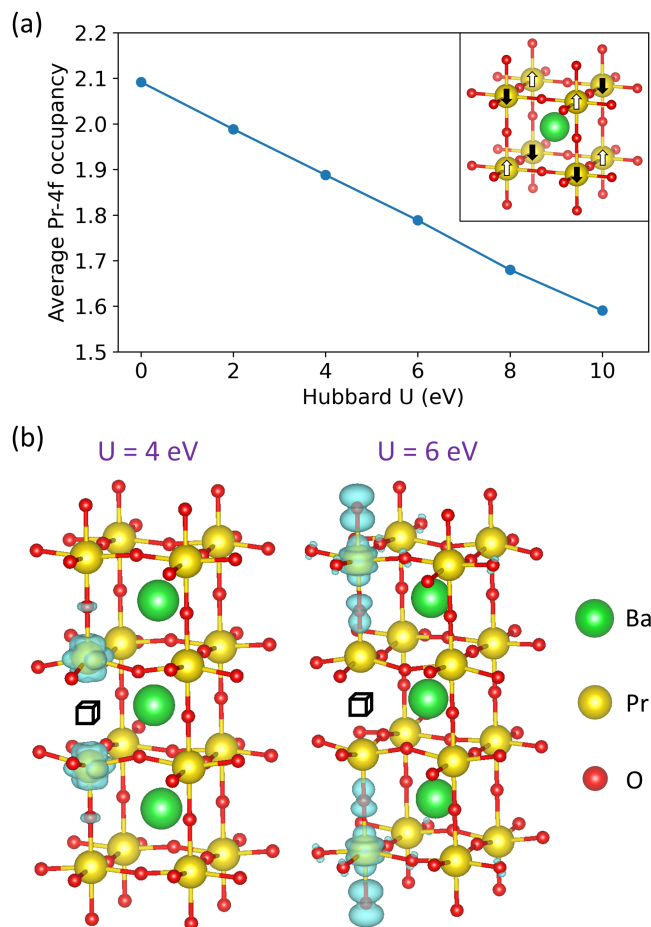 (a)
Average Pr-4f occupancy
2.2
2.1
2.0
1.9
1.8
1.7
1.6
1.5
0 2 4 6 8 10
Hubbard U (eV)
(b)
U = 4 eV
U = 6 eV
Ba
Pr
O